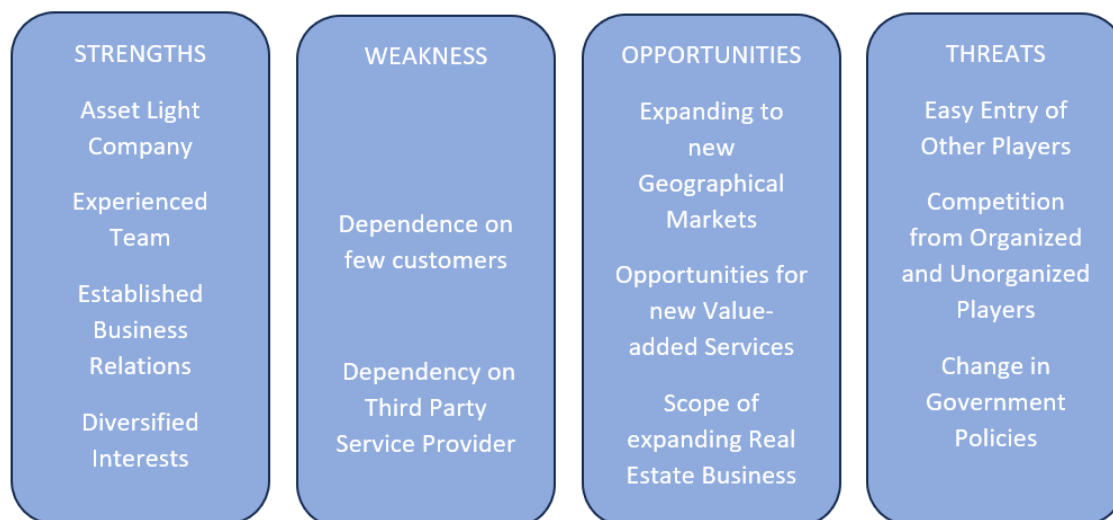 STRENGTHS
Asset Light
Company
Experienced
Team
Established
Business
Relations
Diversified
Interests
WEAKNESS
Dependence on
few customers
Dependency on
Third Party
Service Provider
OPPORTUNITIES
Expanding to
new
Geographical
Markets
Opportunities for
new Value-
added Services
Scope of
expanding Real
Estate Business
THREATS
Easy Entry of
Other Players
Competition
from Organized
and Unorganized
Players
Change in
Government
Policies